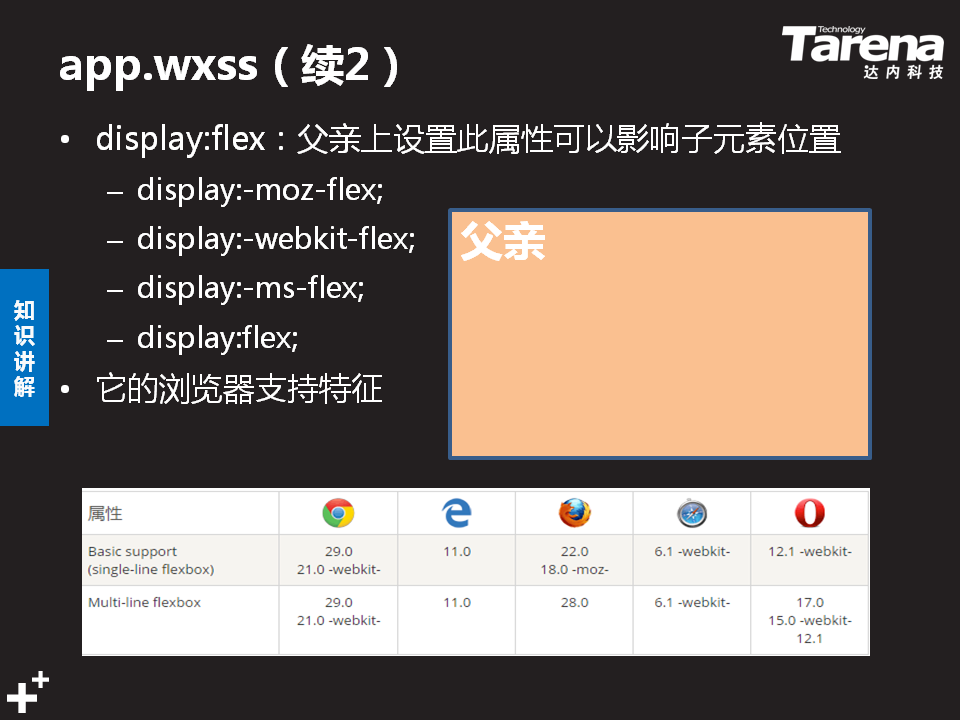 app.wxss（续2）
Technology
Tarena
达内科技
• display:flex：父亲上设置此属性可以影响子元素位置
– display:-moz-flex;
– display:-webkit-flex;
– display:-ms-flex;
– display:flex;
• 它的浏览器支持特征
父亲
知识讲解
属性
Basic support 29.0 11.0 22.0 6.1 -webkit- 12.1 -webkit-
(single-line flexbox) 21.0 -webkit- 18.0 -moz-
Multi-line flexbox 29.0 11.0 28.0 6.1 -webkit- 17.0
21.0 -webkit- 15.0 -webkit-
12.1